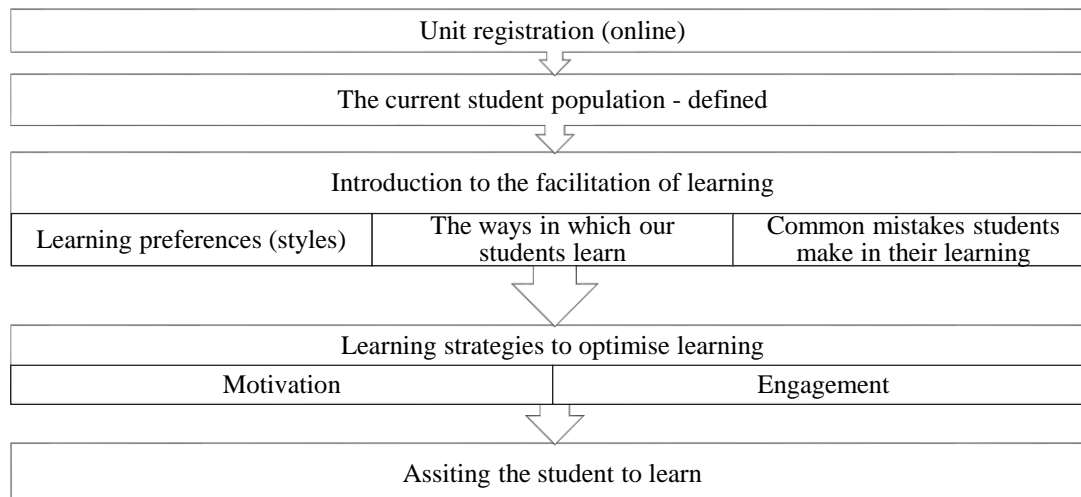 Unit registration (online)
The current student population - defined
Introduction to the facilitation of learning
Learning preferences (styles)
The ways in which our
students learn
Common mistakes students
make in their learning
Learning strategies to optimise learning
Motivation
Engagement
Assiting the student to learn